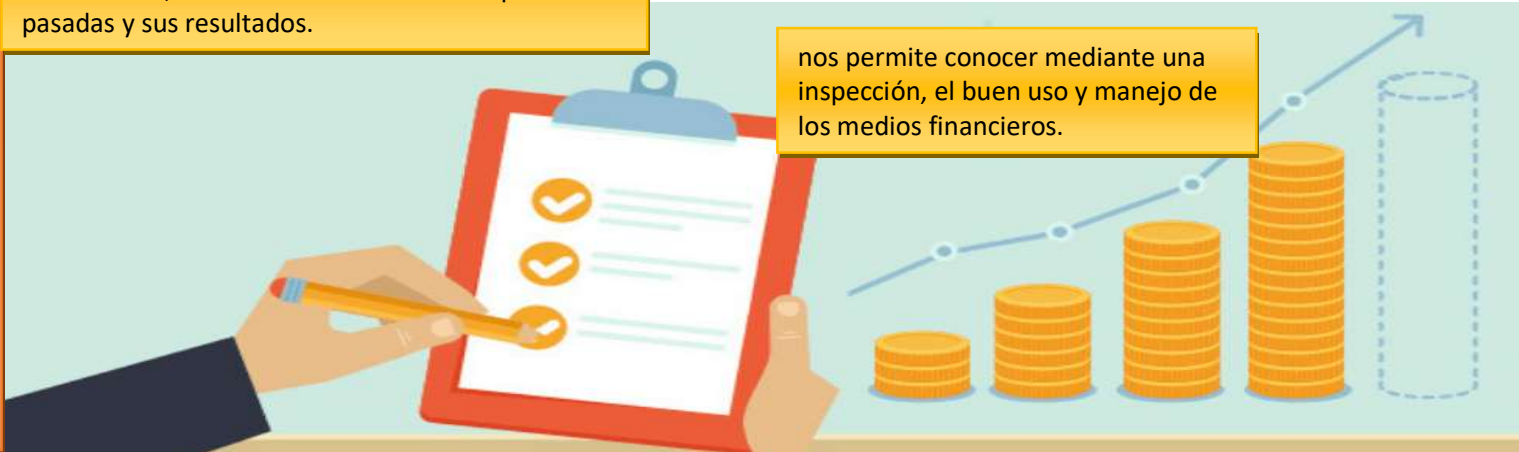 pasadas y sus resultados.
nos permite conocer mediante una
inspección, el buen uso y manejo de
los medios financieros.